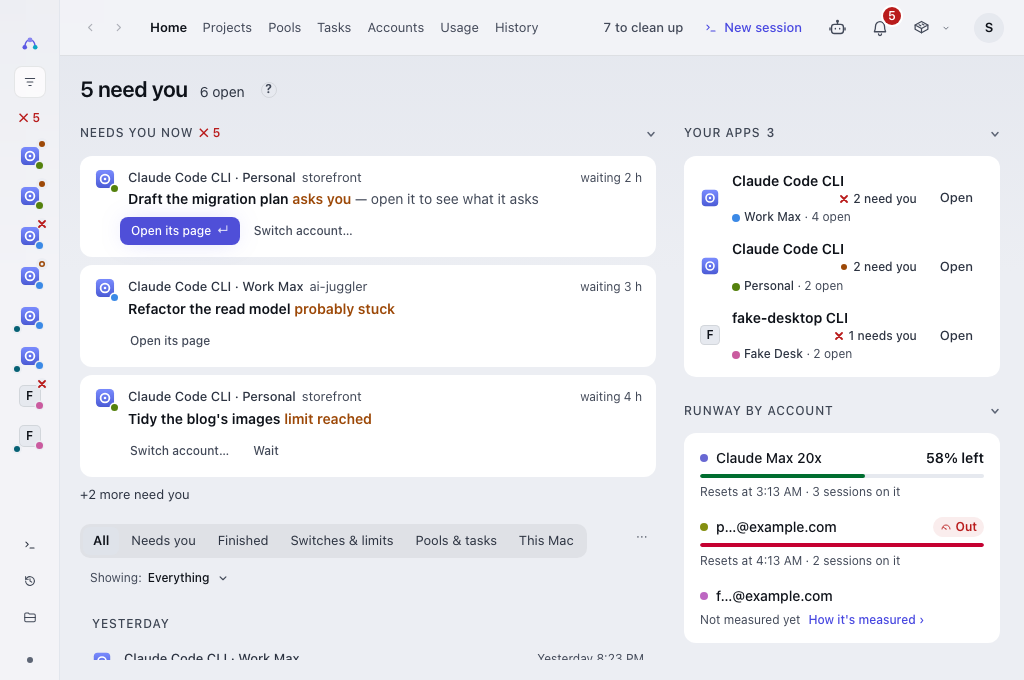 Home Projects Pools Tasks Accounts Usage History 7 to clean up New session 5 S
5
5 need you 6 open ?
NEEDS YOU NOW 5
Claude Code CLI · Personal storefront waiting 2 h
Draft the migration plan asks you — open it to see what it asks
Open its page Switch account...
Claude Code CLI · Work Max ai-juggler waiting 3 h
Refactor the read model probably stuck
Open its page
Claude Code CLI · Personal storefront waiting 4 h
Tidy the blog's images limit reached
Switch account... Wait
+2 more need you
All Needs you Finished Switches & limits Pools & tasks This Mac ...
Showing: Everything
YESTERDAY
Claude Code CLI · Work Max Yesterday 8:23 PM
YOUR APPS 3
Claude Code CLI
2 need you Open
Work Max · 4 open
Claude Code CLI
2 need you Open
Personal · 2 open
F fake-desktop CLI
1 needs you Open
Fake Desk · 2 open
RUNWAY BY ACCOUNT
Claude Max 20x 58% left
Resets at 3:13 AM · 3 sessions on it
p...@example.com Out
Resets at 4:13 AM · 2 sessions on it
f...@example.com
Not measured yet How it's measured ›
F
F